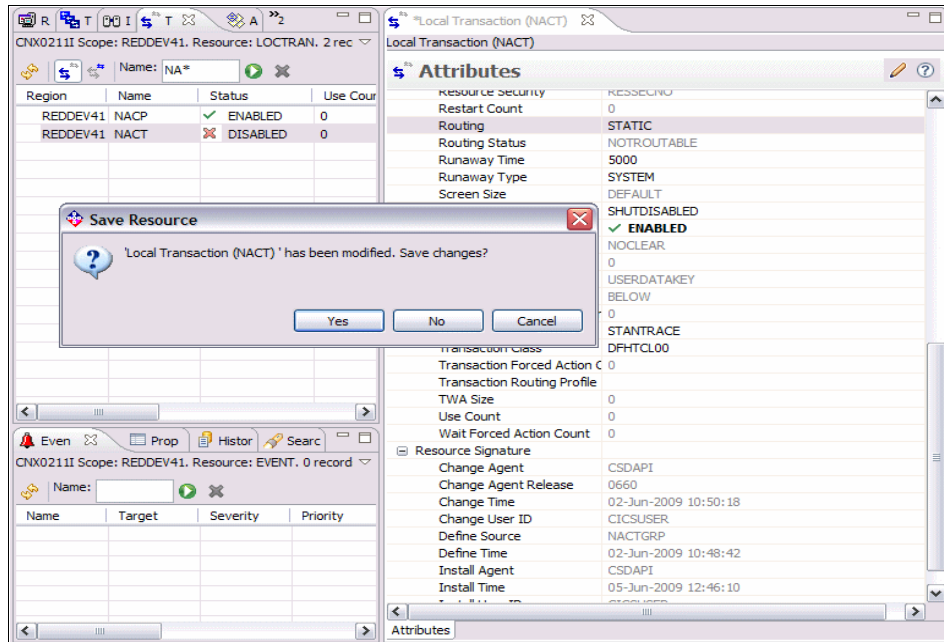 R T I T A »2
CNX0211I Scope: REDDEV41. Resource: LOCTRAN. 2 rec
Name: NA*
Region Name Status Use Cour
REDDEV41 NACP ENABLED 0
REDDEV41 NACT DISABLED 0
*Local Transaction (NACT)
Local Transaction (NACT)
Attributes
Resource Security RESSECNO
Restart Count 0
Routing STATIC
Routing Status NOTROUTABLE
Runaway Time 5000
Runaway Type SYSTEM
Screen Size DEFAULT
SHUTDISABLED
ENABLED
NOCLEAR
0
USERDATAKEY
BELOW
0
STANTRACE
Transaction Class DFHTCL00
Transaction Forced Action C 0
Transaction Routing Profile
TWA Size 0
Use Count 0
Wait Forced Action Count 0
Resource Signature
Change Agent CSDAPI
Change Agent Release 0660
Change Time 02-Jun-2009 10:50:18
Change User ID CICSUSER
Define Source NACTGRP
Define Time 02-Jun-2009 10:48:42
Install Agent CSDAPI
Install Time 05-Jun-2009 12:46:10
Attributes
Save Resource
'Local Transaction (NACT) ' has been modified. Save changes?
Yes No Cancel
Even Prop Histor Searc
CNX0211I Scope: REDDEV41. Resource: EVENT. 0 record
Name:
Name Target Severity Priority